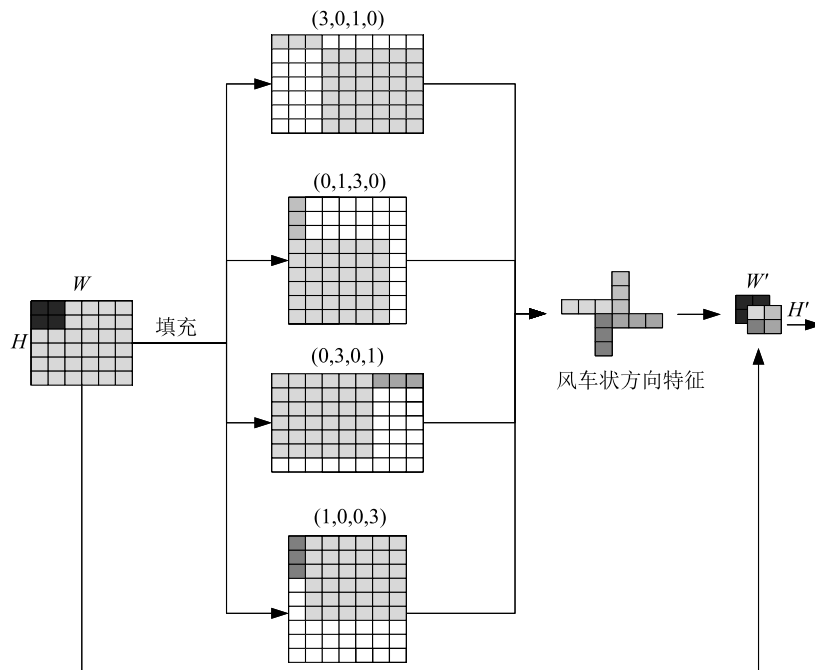 (3,0,1,0)
(0,1,3,0)
W
H
填充
W′
H′
(0,3,0,1)
风车状方向特征
(1,0,0,3)